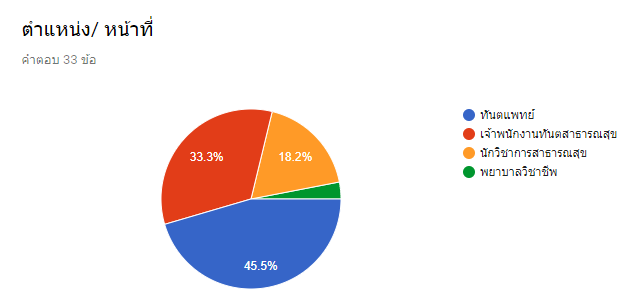 ตำแหน่ง/ หน้าที่
คำตอบ 33 ข้อ
ทันตแพทย์
เจ้าพนักงานทันตสาธารณสุข
นักวิชาการสาธารณสุข
พยาบาลวิชาชีพ
33.3%
18.2%
45.5%